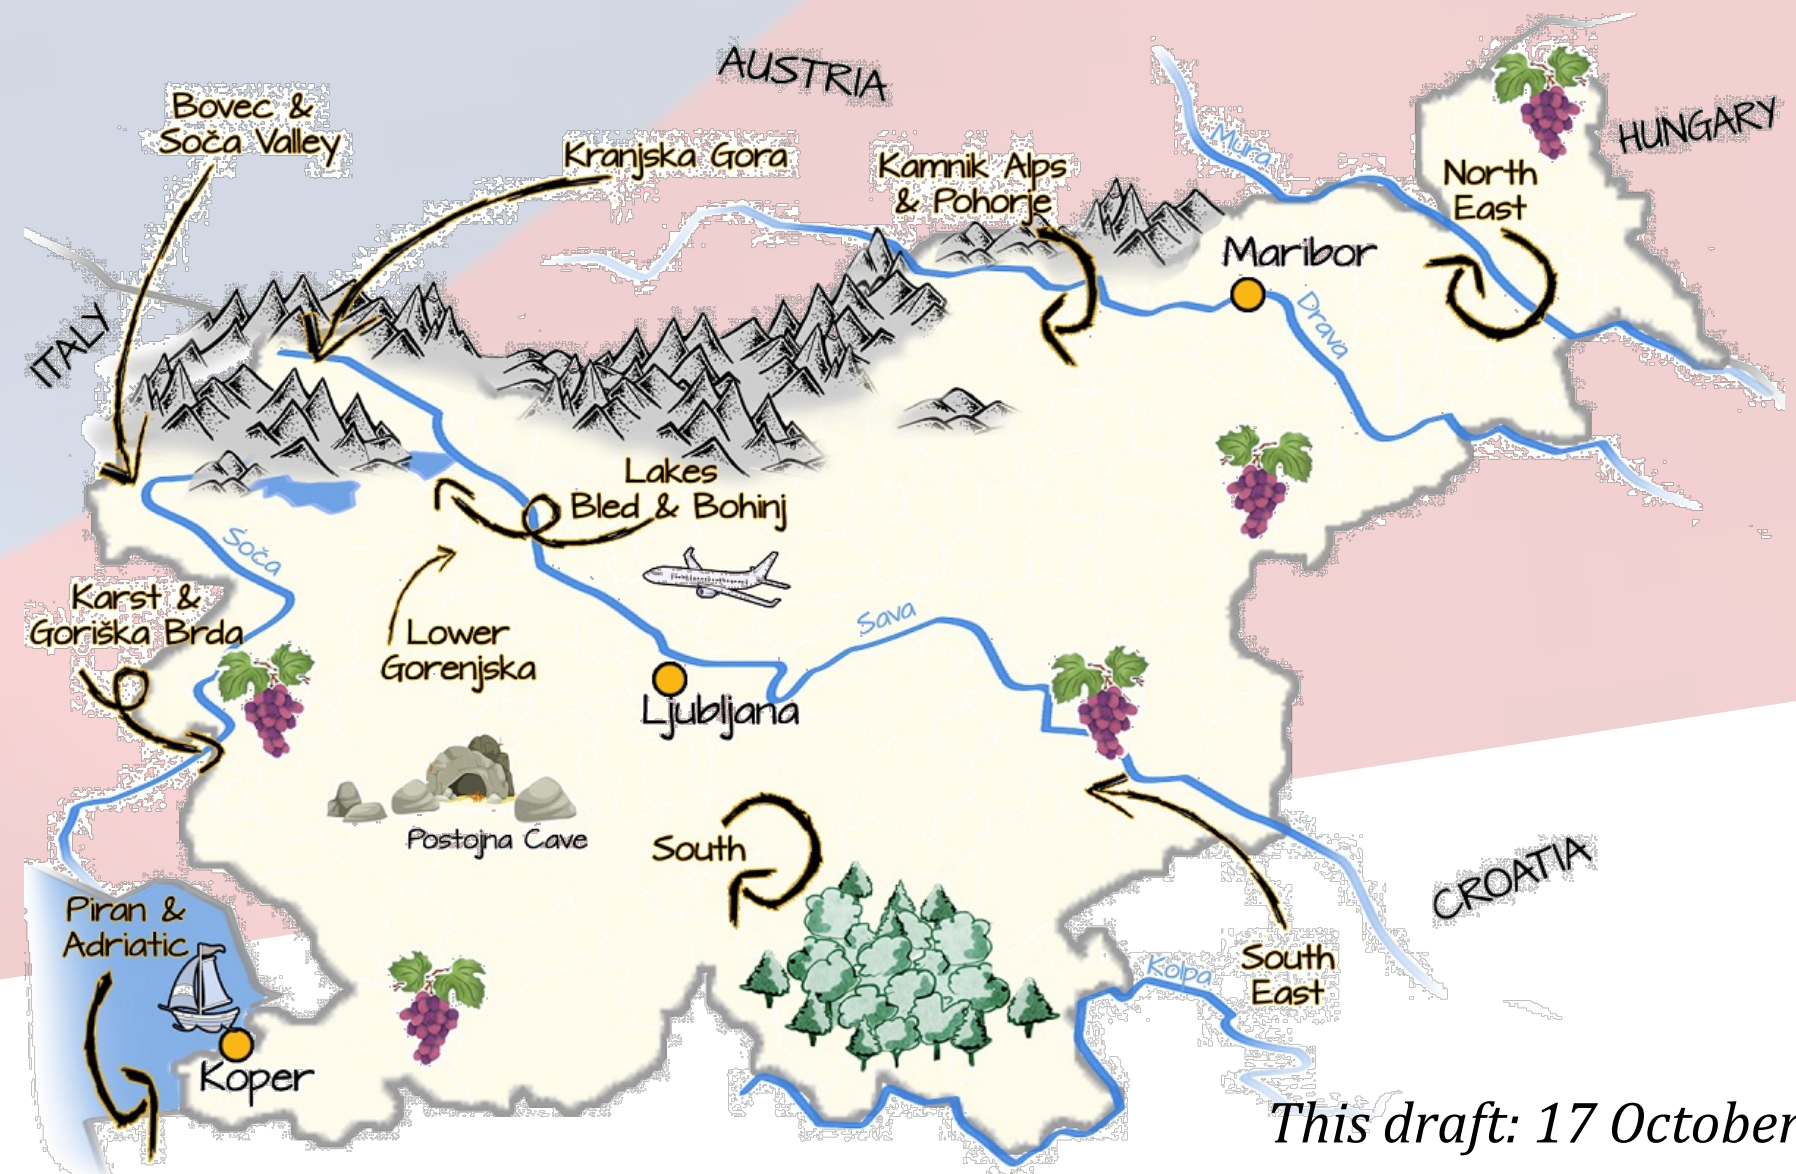 AUSTRIA
Bovec &
Soča Valley
Kranjska Gora
Kamnik Alps
& Pohorje
Mura
HUNGARY
North
East
Maribor
Drava
ITALY
Lakes
Bled & Bohinj
Soča
Karst &
Goriška Brda
Lower
Gorenjska
Sava
Ljubljana
Postojna Cave
South
CROATIA
Piran &
Adriatic
South
East
Kolpa
Koper
This draft: 17 October